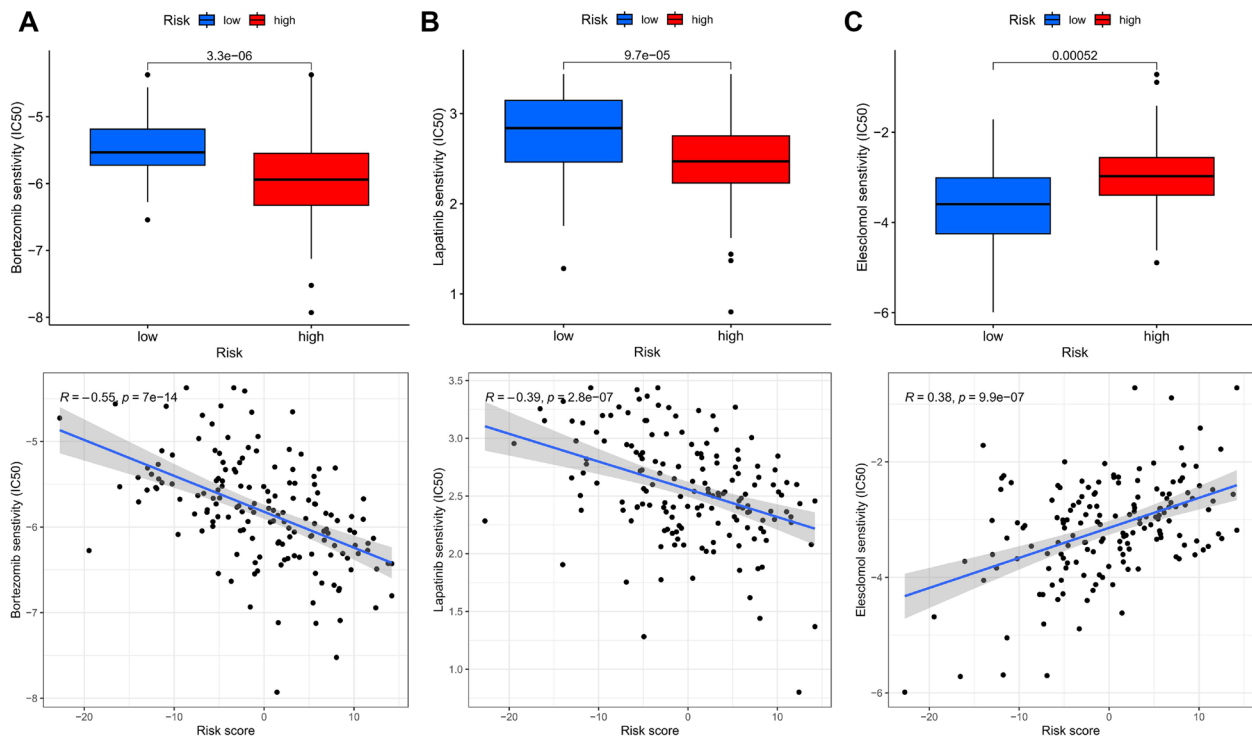 A
Risk low high
3.3e−06
Bortezomib senstivity (IC50)
−5
−6
−7
−8
low high
Risk
B
Risk low high
9.7e−05
Lapatinib senstivity (IC50)
3
2
1
low high
Risk
C
Risk low high
0.00052
Elesclomol senstivity (IC50)
−2
−4
−6
low high
Risk
R = −0.55, p = 7e−14
Bortezomib senstivity (IC50)
−5
−6
−7
−8
−20 −10 0 10
Risk score
R = −0.39, p = 2.8e−07
Lapatinib senstivity (IC50)
3.5
3.0
2.5
2.0
1.5
1.0
−20 −10 0 10
Risk score
R = 0.38, p = 9.9e−07
Elesclomol senstivity (IC50)
−2
−4
−6
−20 −10 0 10
Risk score